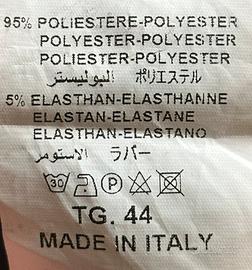 95% POLIESTERE-POLYESTER
POLYESTER-POLYESTER
POLIESTER-POLYESTER
البوليستر ポリエステル
5% ELASTHAN-ELASTHANNE
ELASTAN-ELASTANE
ELASTHAN-ELASTANO
الاستومر ラバー
30 P
TG. 44
MADE IN ITALY